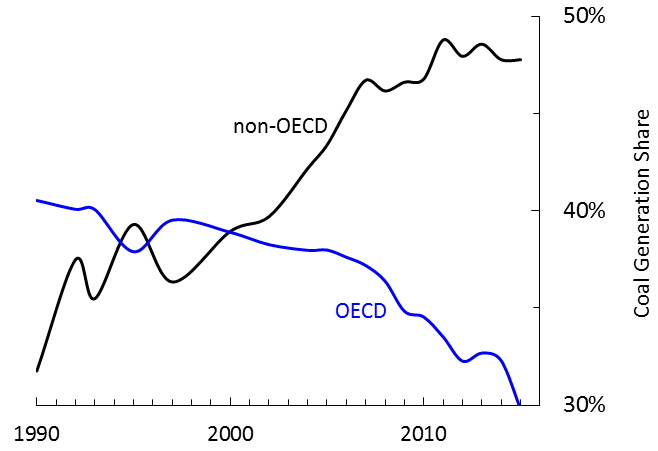 50%
non-OECD
40%
Coal Generation Share
OECD
30%
1990 2000 2010